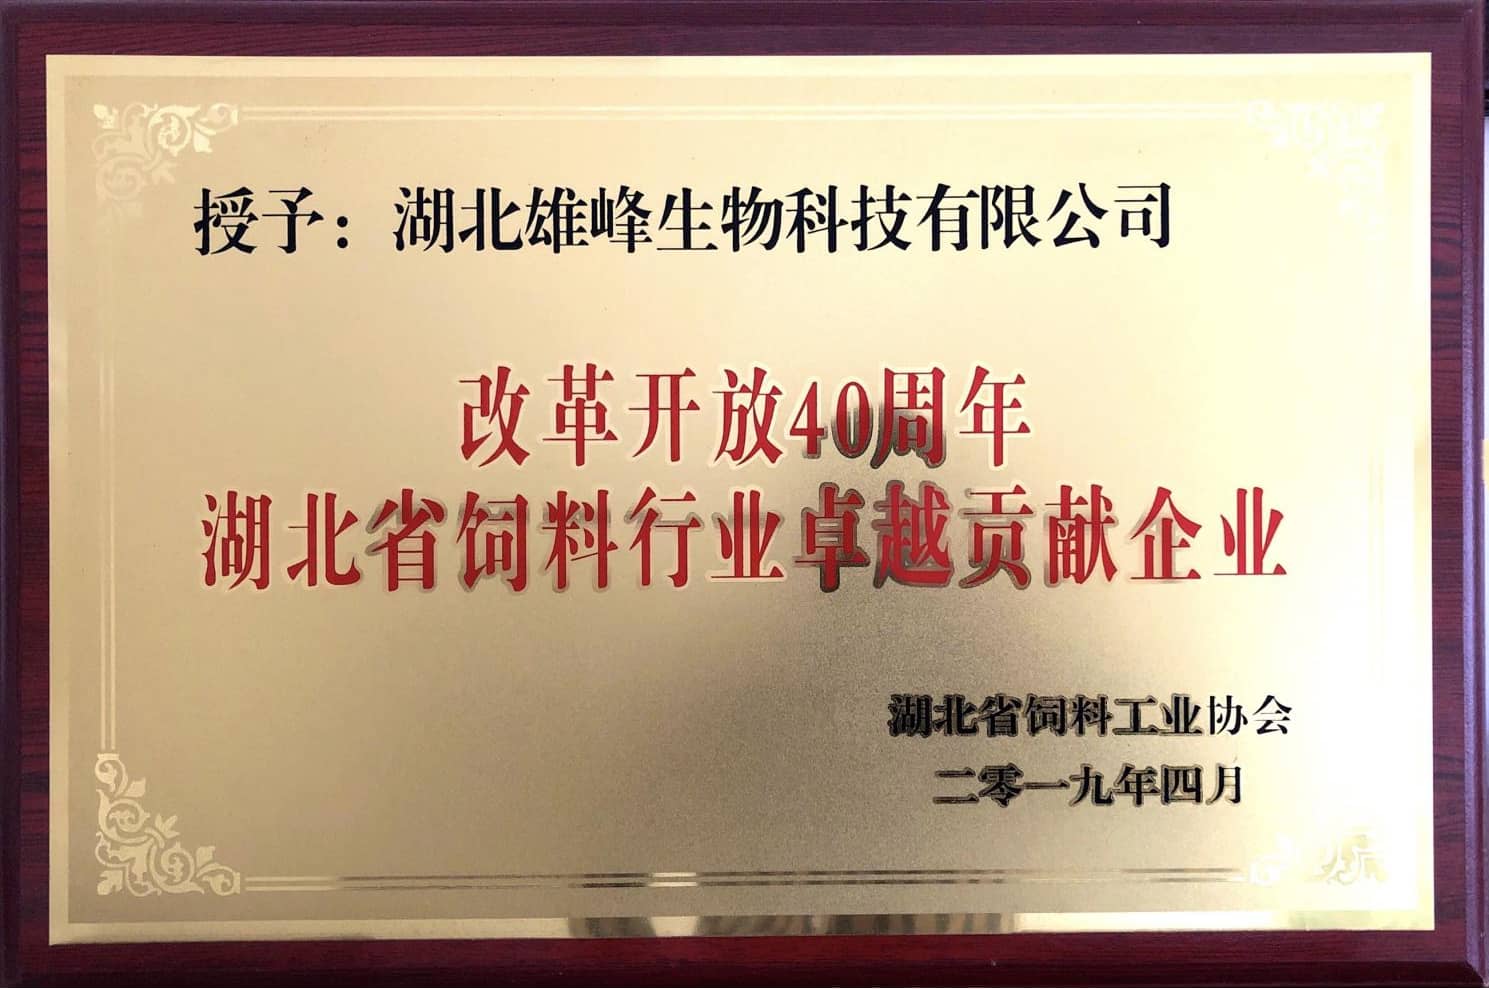 授予：湖北雄峰生物科技有限公司
改革开放40周年
湖北省饲料行业卓越贡献企业
湖北省饲料工业协会
二零一九年四月